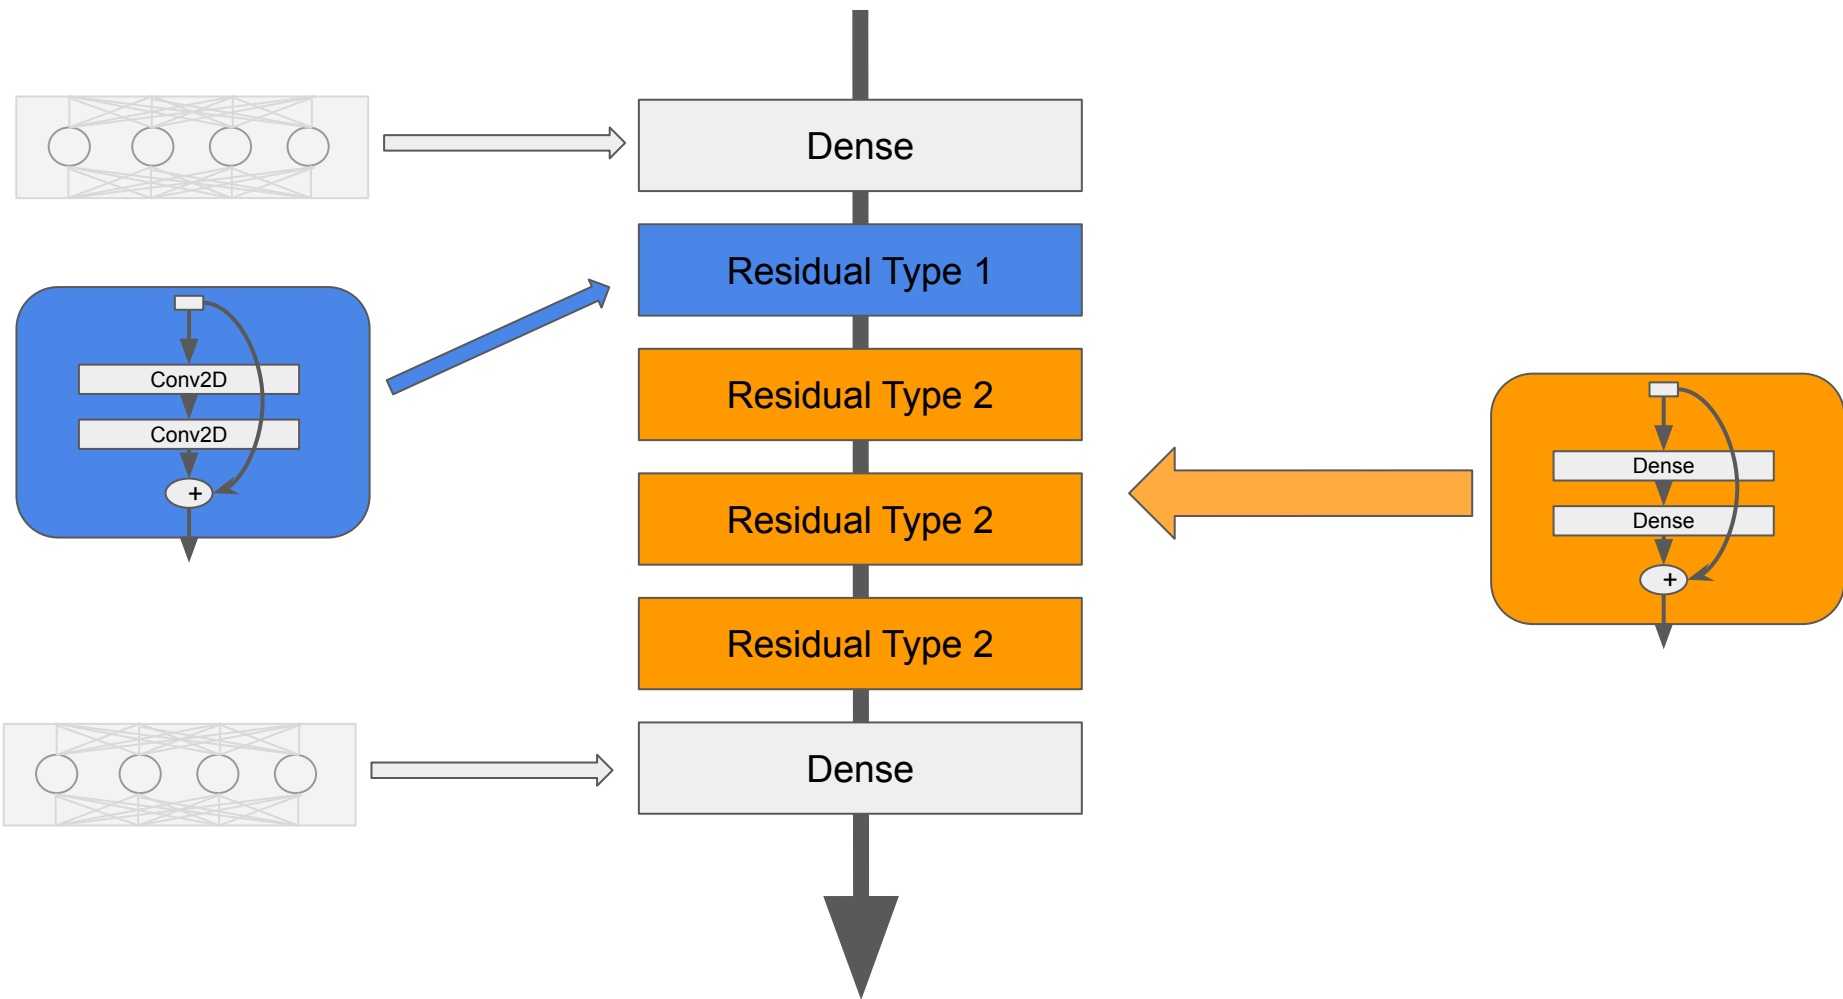 Dense
Residual Type 1
Conv2D
Conv2D
+
Residual Type 2
Residual Type 2
Residual Type 2
Dense
Dense
+
Dense